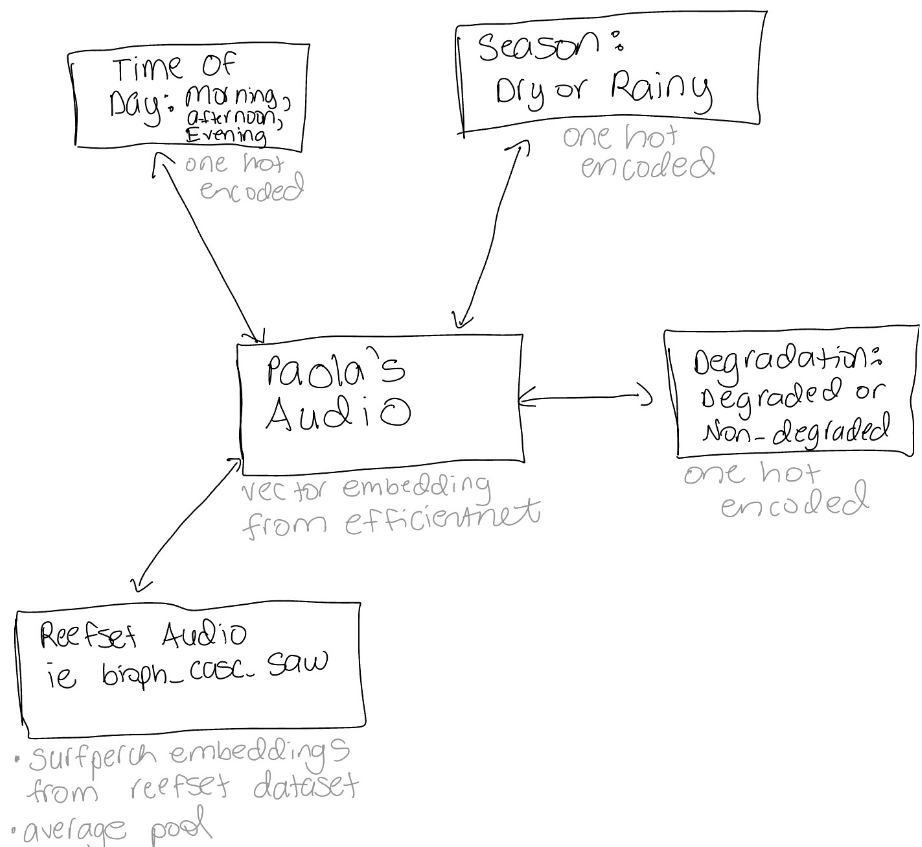 Time Of
Day: Morning,
afternoon,
Evening
one hot
encoded
Season:
Dry or Rainy
one hot
encoded
Paola's
Audio
vector embedding
from efficientnet
Degradation:
Degraded or
Non-degraded
one hot
encoded
Reefset Audio
ie bioph_casc_saw
• surfperch embeddings
from reefset dataset
• average pool